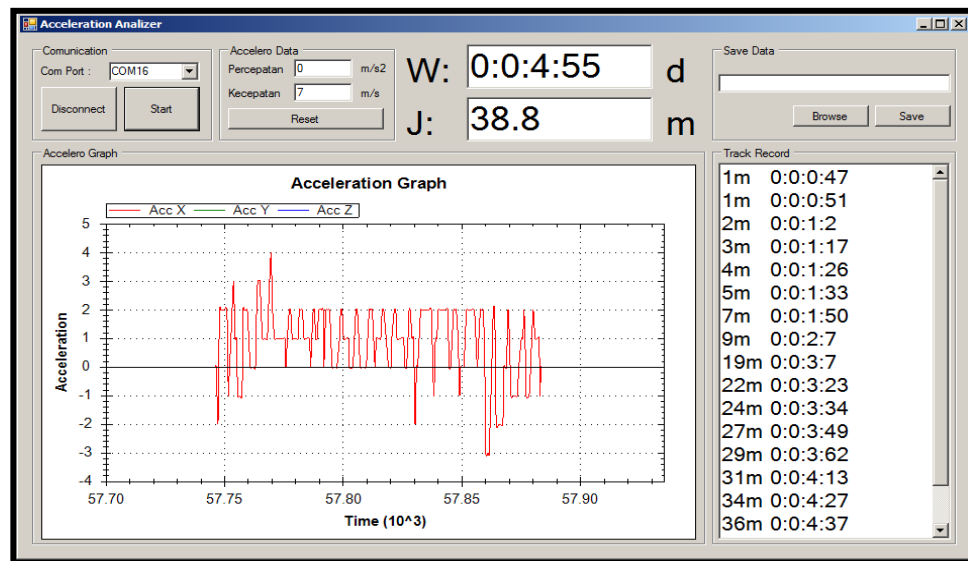 Acceleration Analizer
Comunication
Com Port : COM16
Disconnect Start
Accelero Data
Percepatan 0 m/s2
Kecepatan 7 m/s
Reset
W: 0:0:4:55 d
J: 38.8 m
Save Data
Browse Save
Accelero Graph
Acceleration Graph
Acc X Acc Y Acc Z
Acceleration
5
4
3
2
1
0
-1
-2
-3
-4
57.70 57.75 57.80 57.85 57.90
Time (10^3)
Track Record
1m 0:0:0:47
1m 0:0:0:51
2m 0:0:1:2
3m 0:0:1:17
4m 0:0:1:26
5m 0:0:1:33
7m 0:0:1:50
9m 0:0:2:7
19m 0:0:3:7
22m 0:0:3:23
24m 0:0:3:34
27m 0:0:3:49
29m 0:0:3:62
31m 0:0:4:13
34m 0:0:4:27
36m 0:0:4:37